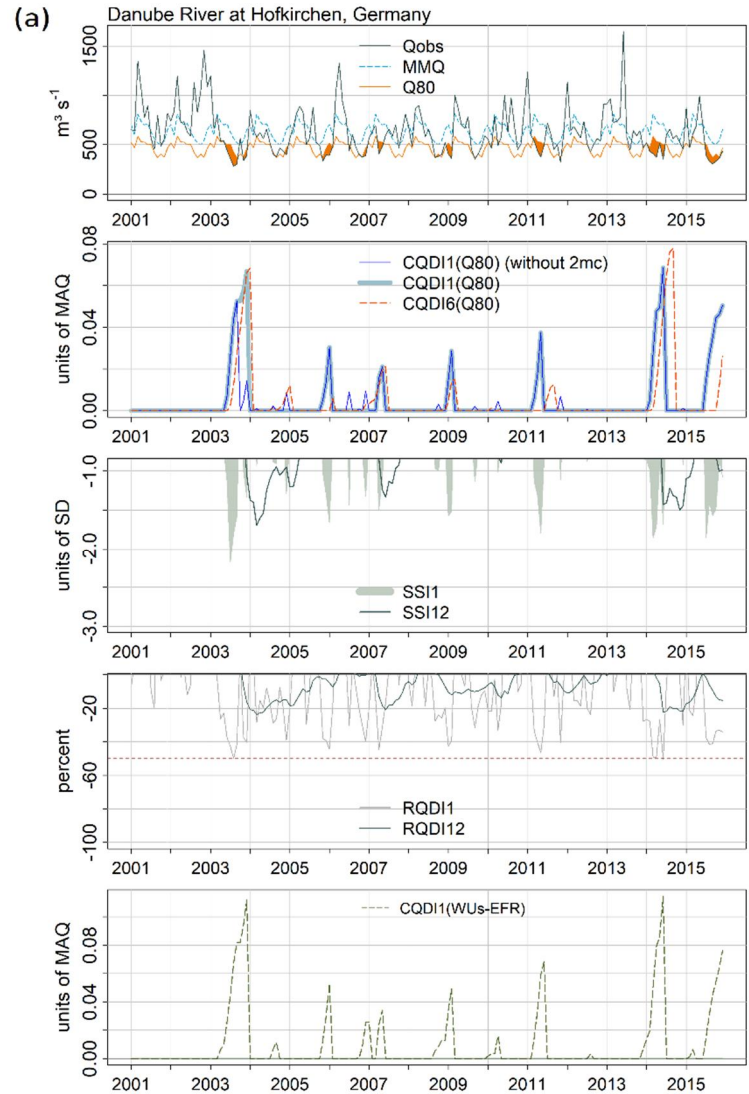 (a)
Danube River at Hofkirchen, Germany
1500
500
0
m³ s⁻¹
Qobs
MMQ
Q80
2001 2003 2005 2007 2009 2011 2013 2015
0.08
0.04
0.00
units of MAQ
CQDI1(Q80) (without 2mc)
CQDI1(Q80)
CQDI6(Q80)
2001 2003 2005 2007 2009 2011 2013 2015
-1.0
-2.0
-3.0
units of SD
SSI1
SSI12
2001 2003 2005 2007 2009 2011 2013 2015
-20
-60
-100
percent
RQDI1
RQDI12
2001 2003 2005 2007 2009 2011 2013 2015
0.08
0.04
0.00
units of MAQ
CQDI1(WUs-EFR)
2001 2003 2005 2007 2009 2011 2013 2015